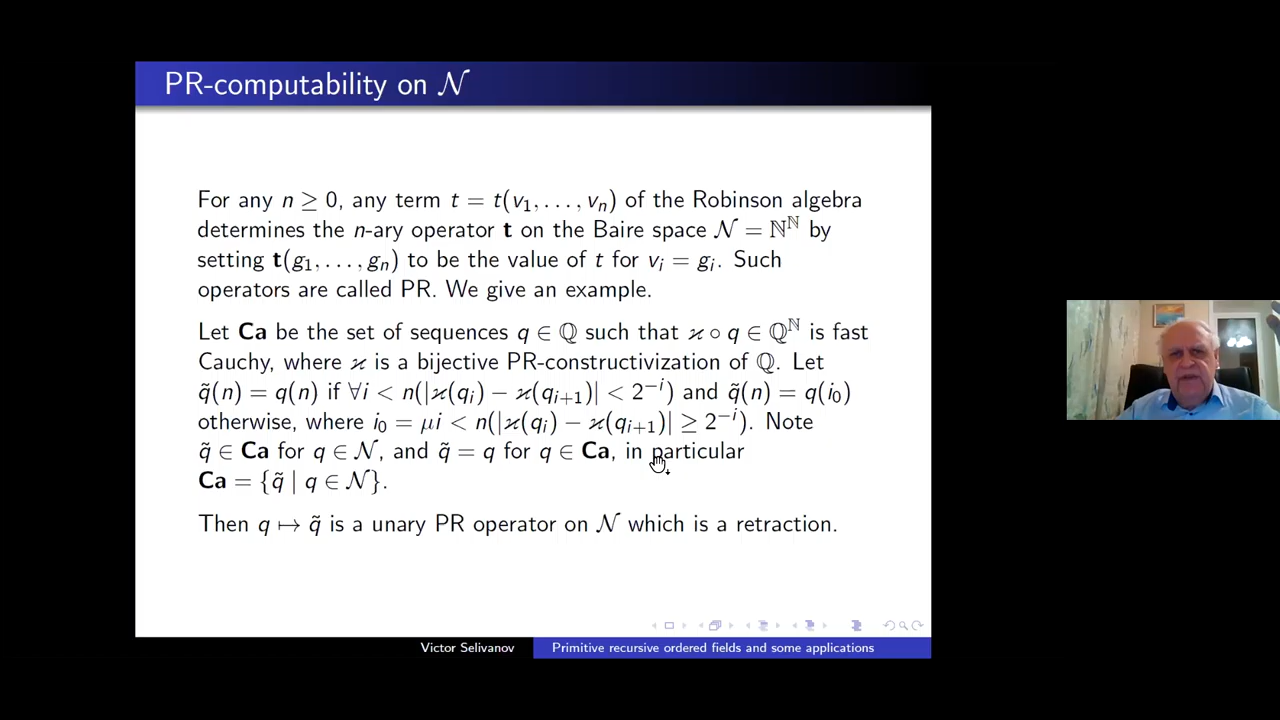 PR-computability on 𝒩
For any n ≥ 0, any term t = t(v₁, . . . , vₙ) of the Robinson algebra
determines the n-ary operator t on the Baire space 𝒩 = ℕ^ℕ by
setting t(g₁, . . . , gₙ) to be the value of t for vᵢ = gᵢ. Such
operators are called PR. We give an example.
Let Ca be the set of sequences q ∈ ℚ such that ϰ ∘ q ∈ ℚ^ℕ is fast
Cauchy, where ϰ is a bijective PR-constructivization of ℚ. Let
q̃(n) = q(n) if ∀i < n(|ϰ(qᵢ) − ϰ(qᵢ₊₁)| < 2⁻ⁱ) and q̃(n) = q(i₀)
otherwise, where i₀ = μi < n(|ϰ(qᵢ) − ϰ(qᵢ₊₁)| ≥ 2⁻ⁱ). Note
q̃ ∈ Ca for q ∈ 𝒩, and q̃ = q for q ∈ Ca, in particular
Ca = {q̃ | q ∈ 𝒩}.
Then q ↦ q̃ is a unary PR operator on 𝒩 which is a retraction.
Victor Selivanov
Primitive recursive ordered fields and some applications